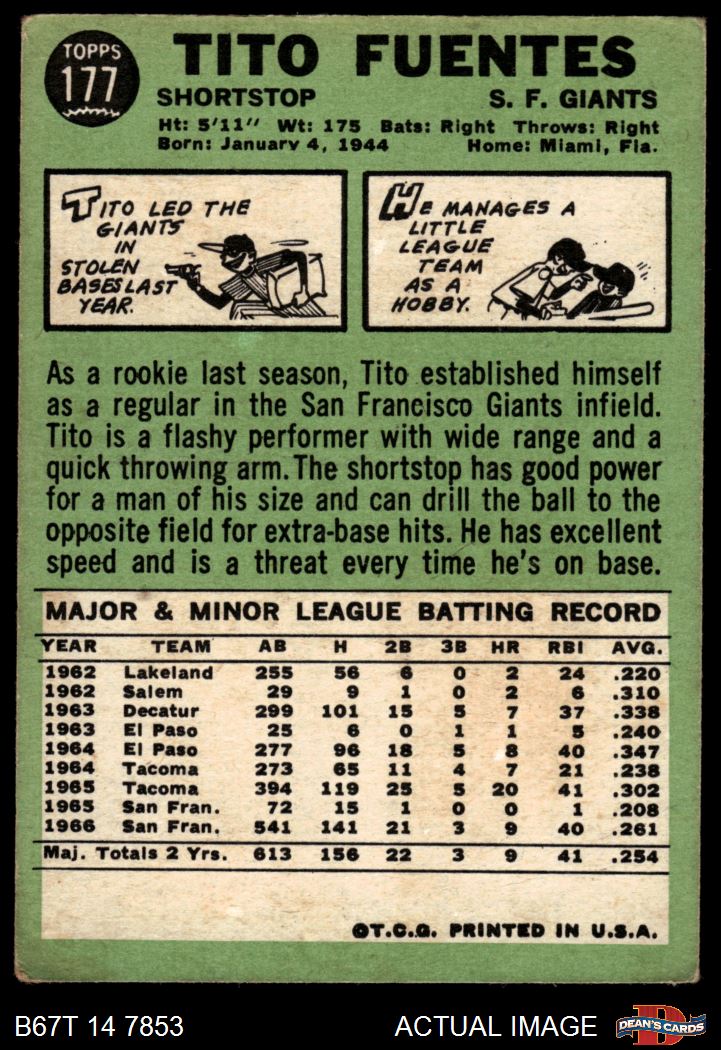 TOPPS
177
TITO FUENTES
SHORTSTOP S. F. GIANTS
Ht: 5'11" Wt: 175 Bats: Right Throws: Right
Born: January 4, 1944 Home: Miami, Fla.
TITO LED THE
GIANTS
IN
STOLEN
BASES LAST
YEAR.
HE MANAGES A
LITTLE
LEAGUE
TEAM
AS A
HOBBY.
As a rookie last season, Tito established himself
as a regular in the San Francisco Giants infield.
Tito is a flashy performer with wide range and a
quick throwing arm. The shortstop has good power
for a man of his size and can drill the ball to the
opposite field for extra-base hits. He has excellent
speed and is a threat every time he's on base.
MAJOR & MINOR LEAGUE BATTING RECORD
YEAR TEAM AB H 2B 3B HR RBI AVG.
1962 Lakeland 255 56 6 0 2 24 .220
1962 Salem 29 9 1 0 2 6 .310
1963 Decatur 299 101 15 5 7 37 .338
1963 El Paso 25 6 0 1 1 5 .240
1964 El Paso 277 96 18 5 8 40 .347
1964 Tacoma 273 65 11 4 7 21 .238
1965 Tacoma 394 119 25 5 20 41 .302
1965 San Fran. 72 15 1 0 0 1 .208
1966 San Fran. 541 141 21 3 9 40 .261
Maj. Totals 2 Yrs. 613 156 22 3 9 41 .254
©T.C.G. PRINTED IN U.S.A.
B67T 14 7853 ACTUAL IMAGE
D
DEAN'S CARDS